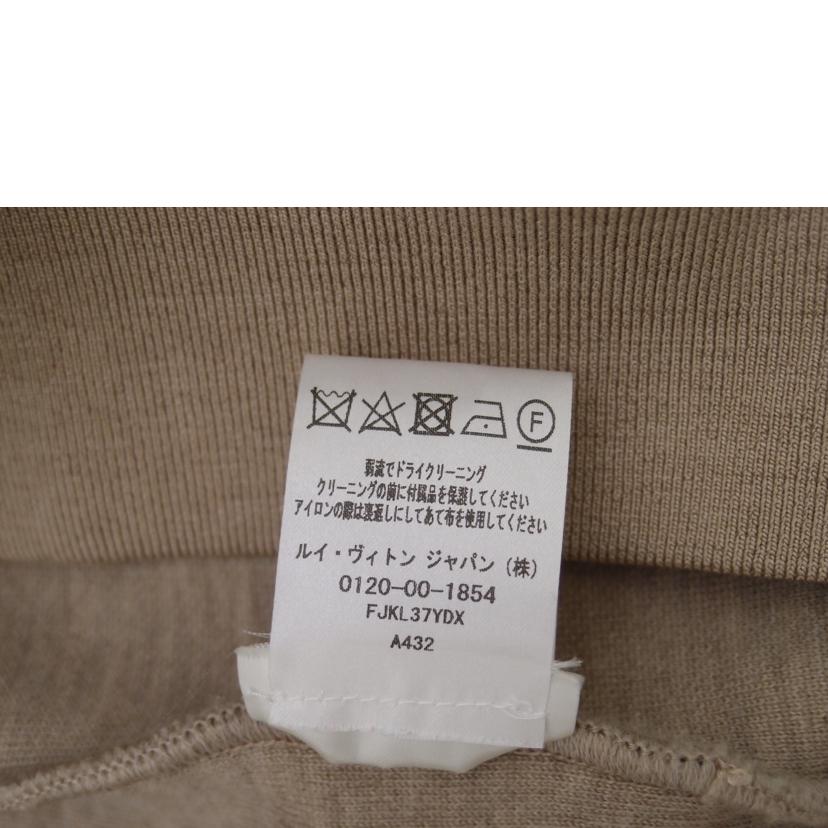 F
弱流でドライクリーニング
クリーニングの前に付属品を保護してください
アイロンの際は裏返しにしてあて布を使用してください
ルイ・ヴィトン ジャパン (株)
0120-00-1854
FJKL37YDX
A432